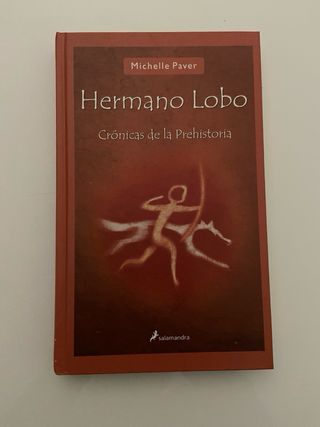 Michelle Paver
Hermano Lobo
Crónicas de la Prehistoria
salamandra